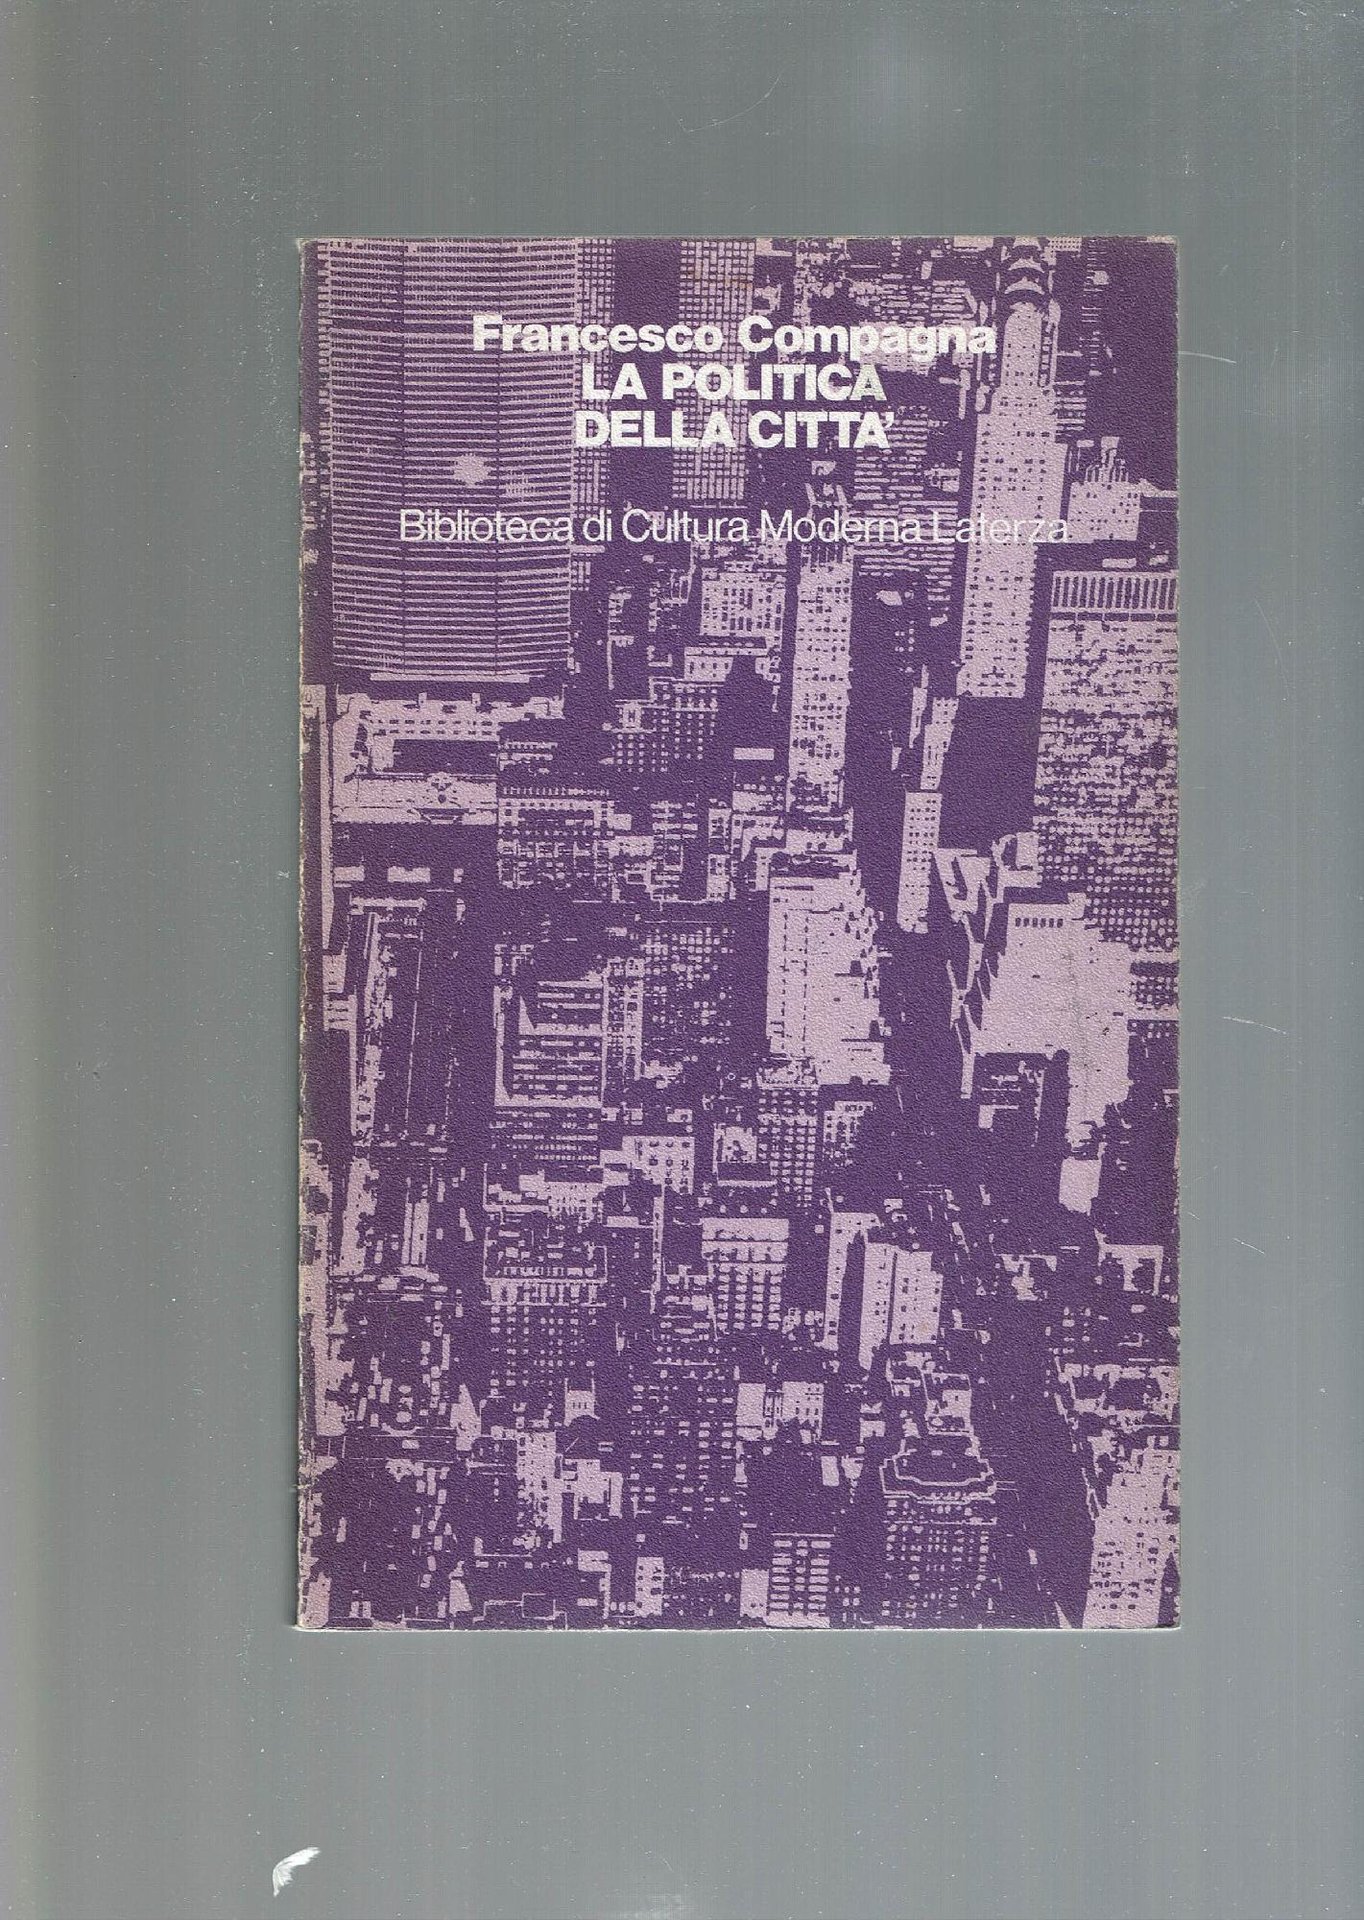 Francesco Compagna
LA POLITICA
DELLA CITTA'
Biblioteca di Cultura Moderna Laterza